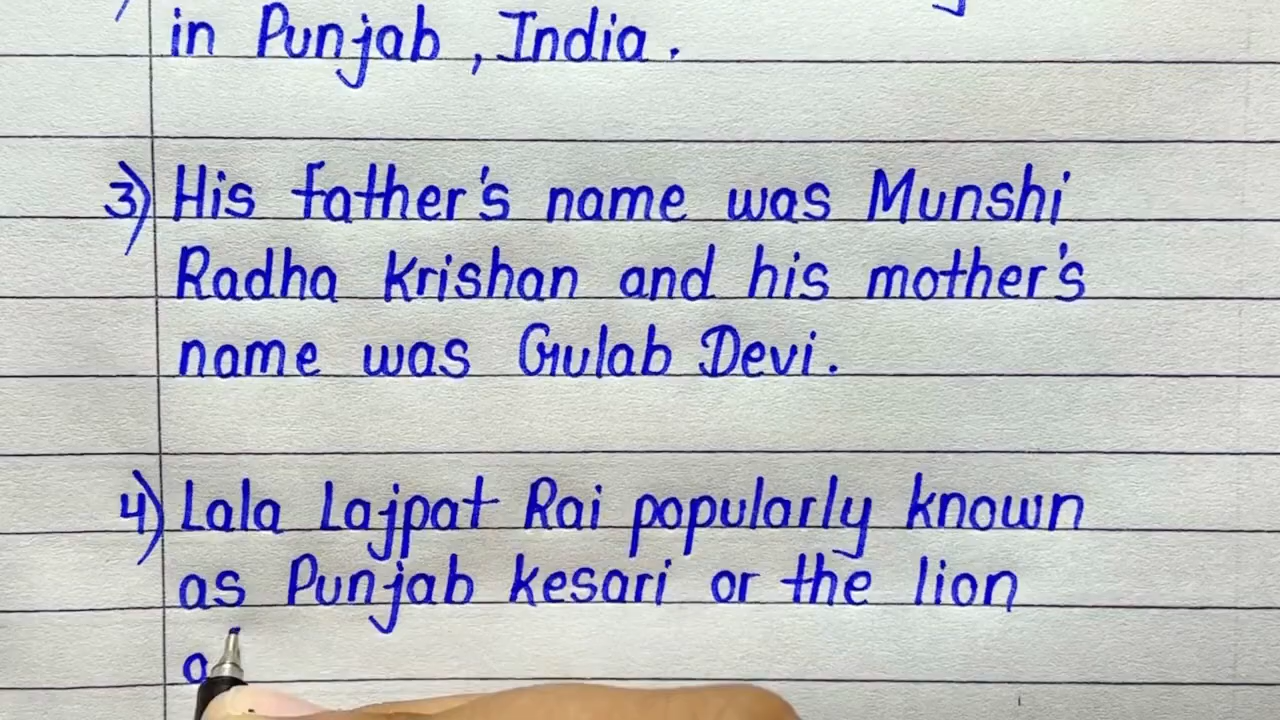 in Punjab , India .
3) His father's name was Munshi
Radha Krishan and his mother's
name was Gulab Devi.
4) Lala Lajpat Rai popularly known
as Punjab kesari or the lion